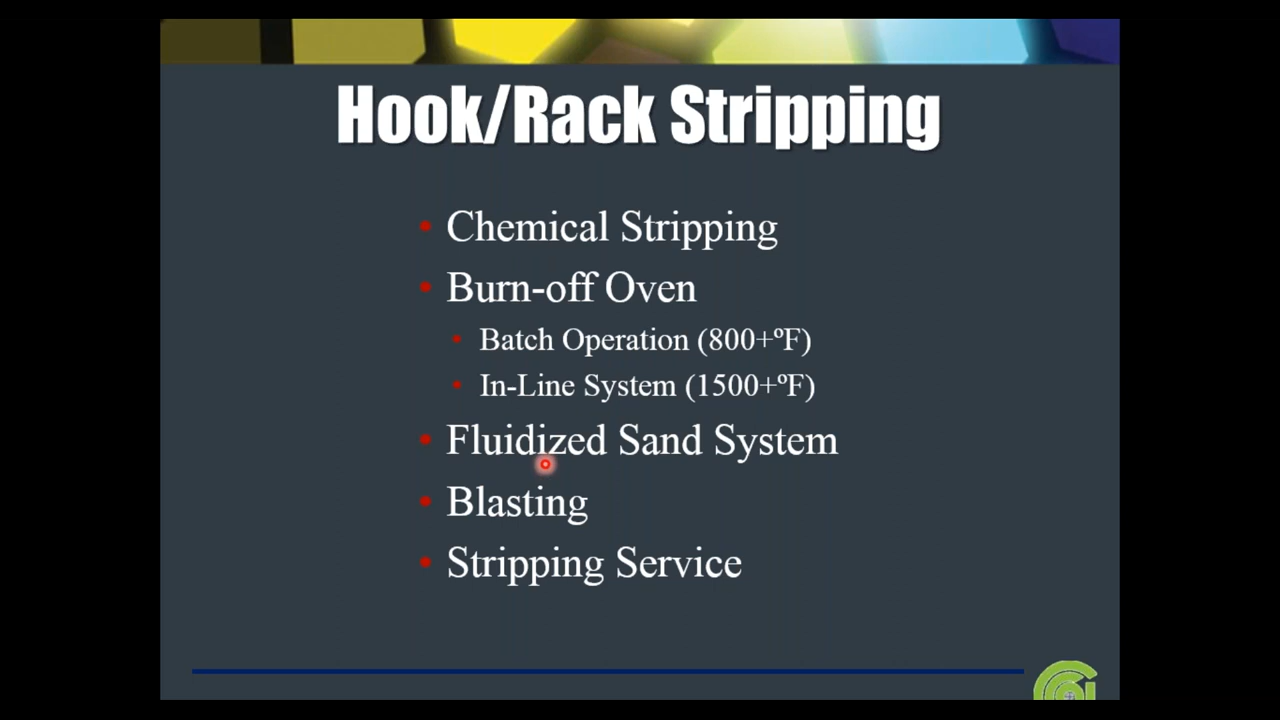 Hook/Rack Stripping
• Chemical Stripping
• Burn-off Oven
• Batch Operation (800+ºF)
• In-Line System (1500+ºF)
• Fluidized Sand System
• Blasting
• Stripping Service